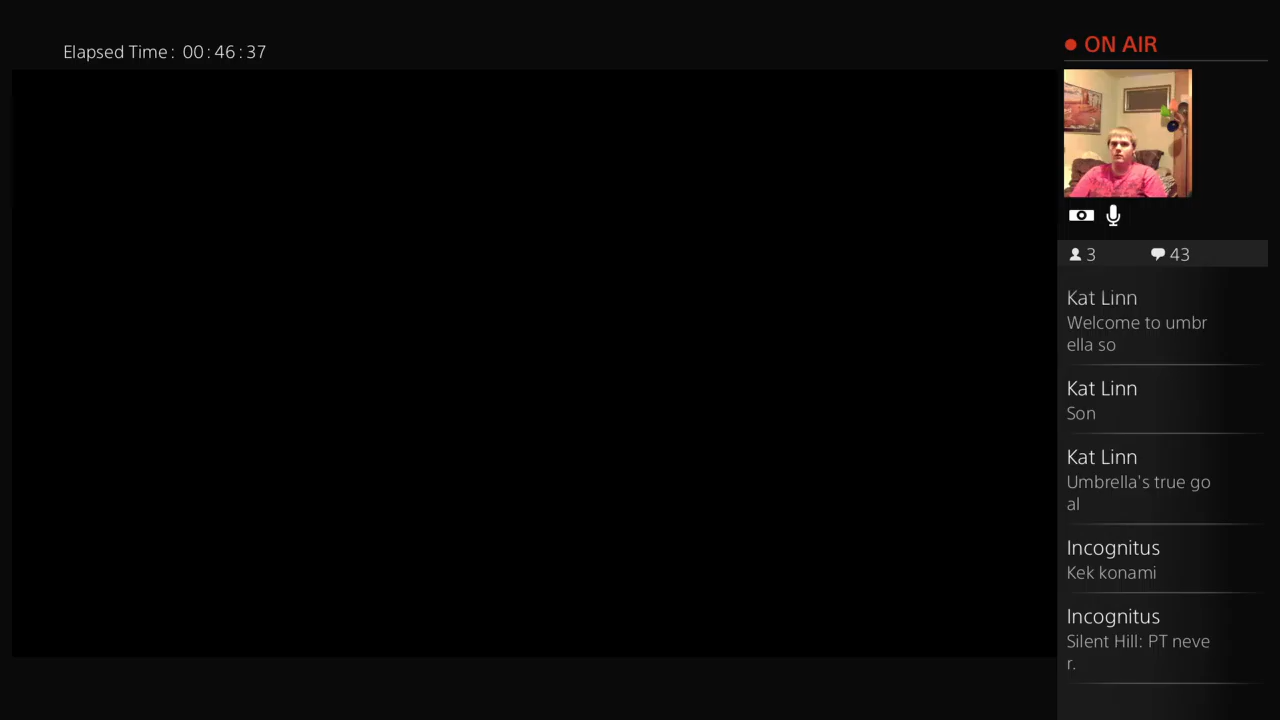 Elapsed Time: 00:46:37
ON AIR
3 43
Kat Linn
Welcome to umbr
ella so
Kat Linn
Son
Kat Linn
Umbrella's true go
al
Incognitus
Kek konami
Incognitus
Silent Hill: PT neve
r.